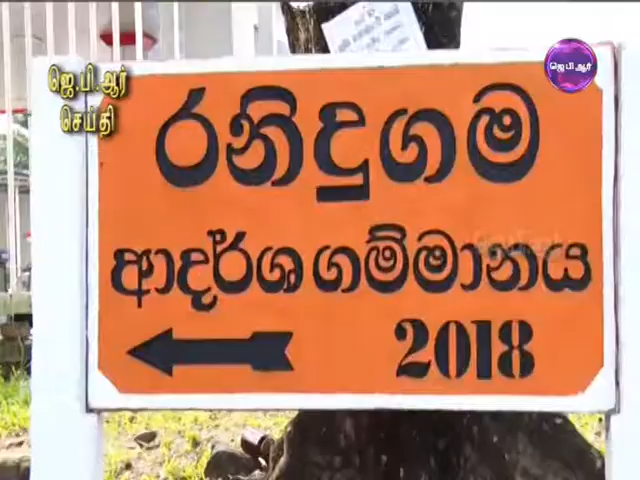 ஜெ.பி.ஆர்
செய்தி
ஜெ.பி.ஆர்
රනිදුගම
ආදර්ශ ගම්මානය
2018